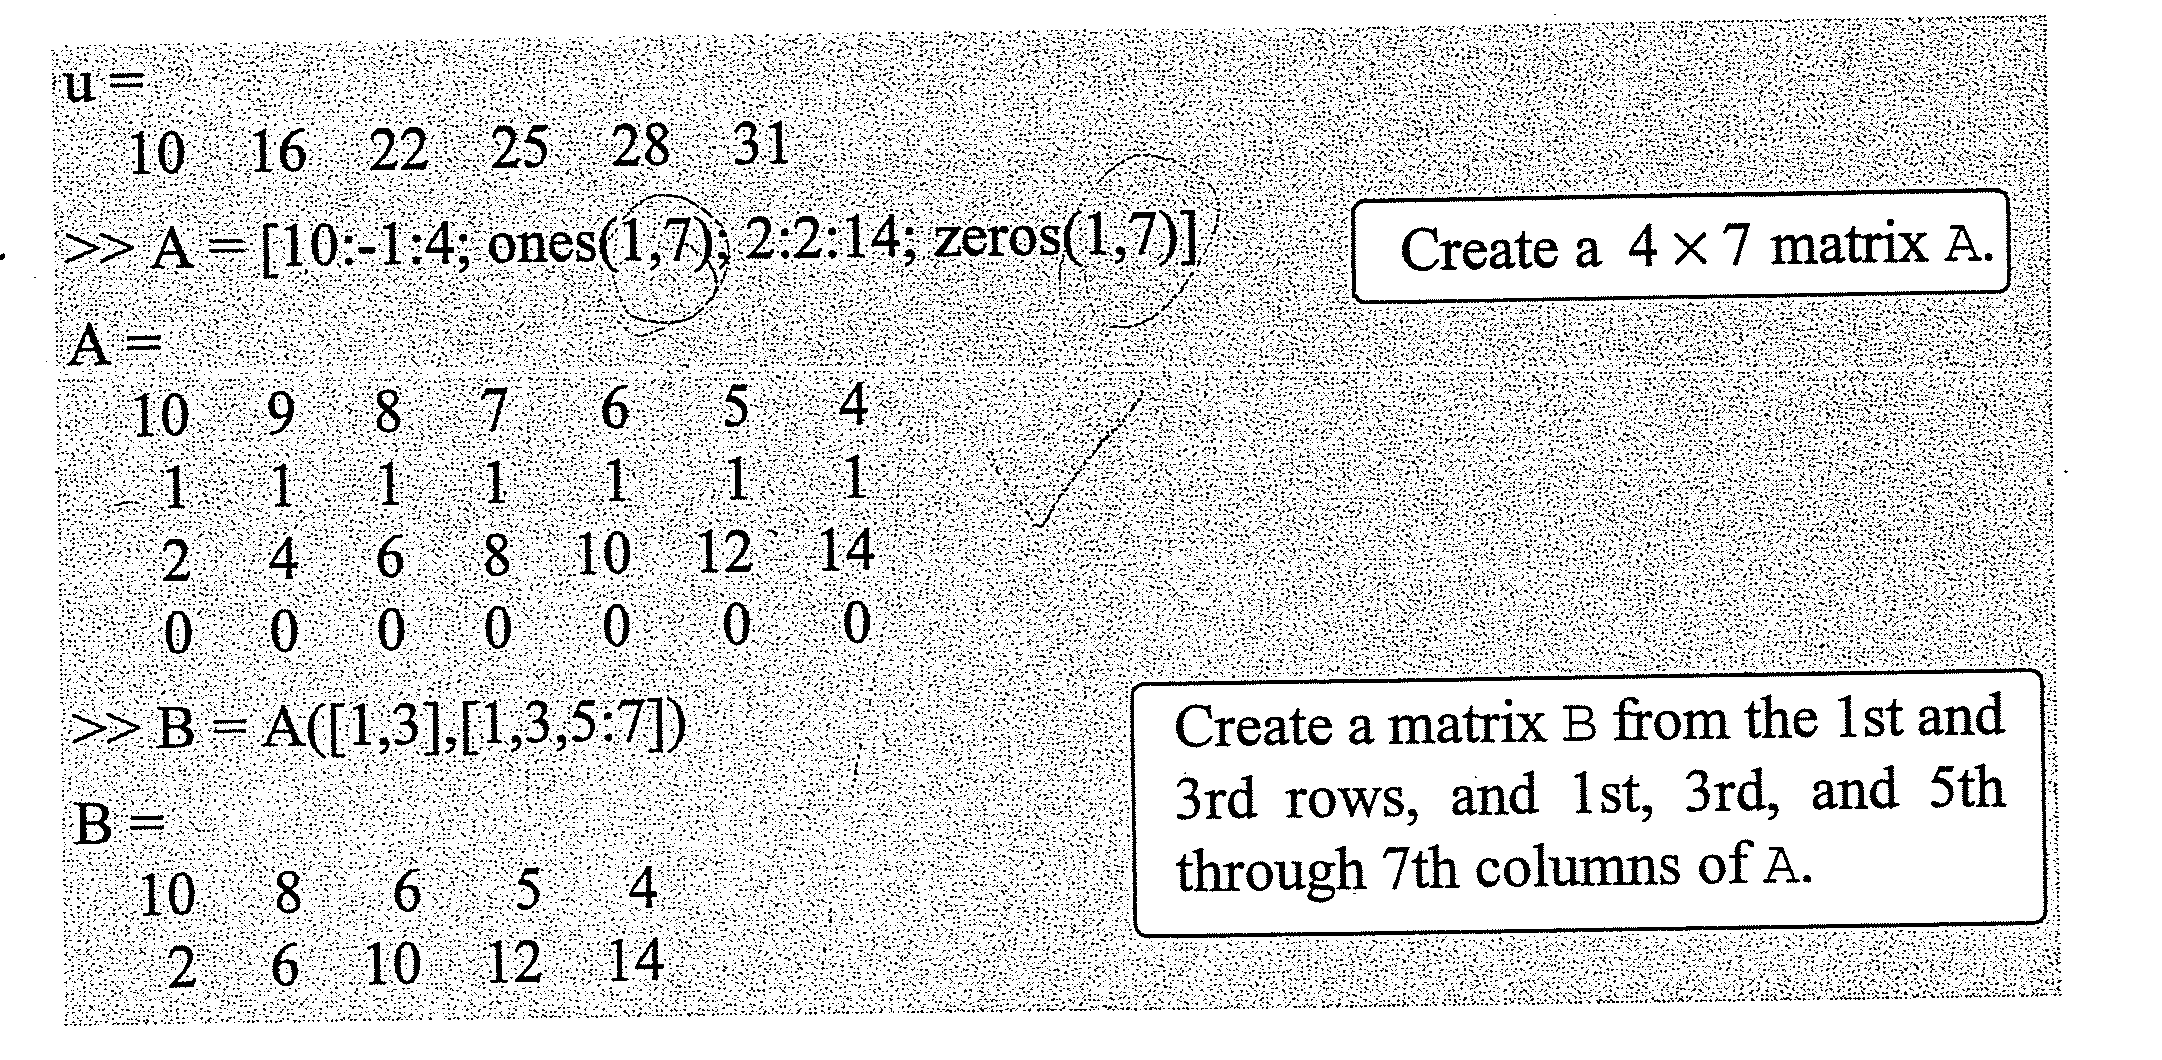 u =
10 16 22 25 28 31
>> A = [10:-1:4; ones(1,7); 2:2:14; zeros(1,7)]
Create a 4 × 7 matrix A.
A =
10 9 8 7 6 5 4
1 1 1 1 1 1 1
2 4 6 8 10 12 14
0 0 0 0 0 0 0
>> B = A([1,3],[1,3,5:7])
Create a matrix B from the 1st and
3rd rows, and 1st, 3rd, and 5th
through 7th columns of A.
B =
10 8 6 5 4
2 6 10 12 14